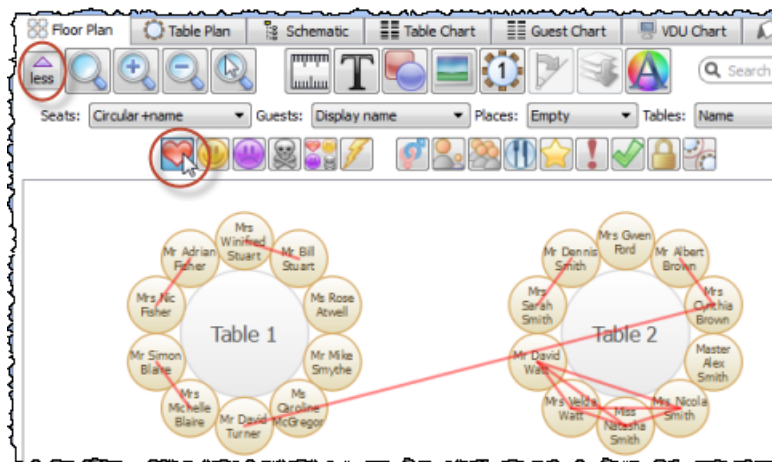 Floor Plan Table Plan Schematic Table Chart Guest Chart VDU Chart
less T 1 A Search
Seats: Circular +name Guests: Display name Places: Empty Tables: Name
Mrs
Winifred
Stuart
Mr Adrian
Fisher
Mr Bill
Stuart
Mrs Nic
Fisher
Ms Rose
Atwell
Table 1
Mr Simon
Blaire
Mr Mike
Smythe
Mrs
Michelle
Blaire
Ms
Caroline
McGregor
Mr David
Turner
Mrs Gwen
Ford
Mr Dennis
Smith
Mr Albert
Brown
Mrs
Sarah
Smith
Mrs
Cynthia
Brown
Table 2
Mr David
Watt
Master
Alex
Smith
Mrs Velda
Watt
Mrs Nicola
Smith
Miss
Natasha
Smith